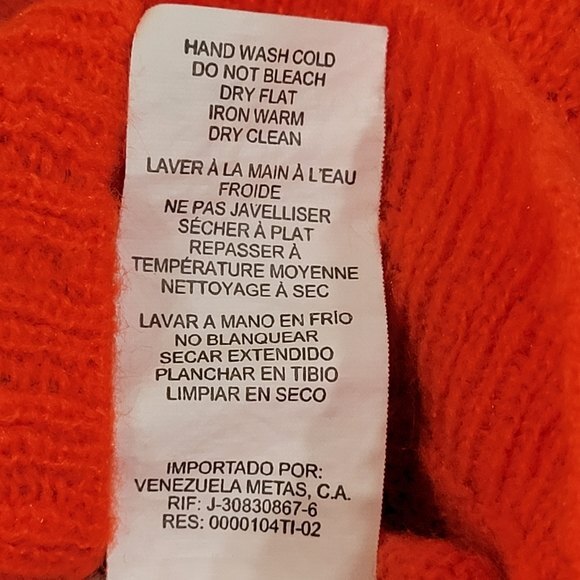 HAND WASH COLD
DO NOT BLEACH
DRY FLAT
IRON WARM
DRY CLEAN
LAVER À LA MAIN À L'EAU
FROIDE
NE PAS JAVELLISER
SÉCHER À PLAT
REPASSER À
TEMPÉRATURE MOYENNE
NETTOYAGE À SEC
LAVAR A MANO EN FRÍO
NO BLANQUEAR
SECAR EXTENDIDO
PLANCHAR EN TIBIO
LIMPIAR EN SECO
IMPORTADO POR:
VENEZUELA METAS, C.A.
RIF: J-30830867-6
RES: 0000104TI-02